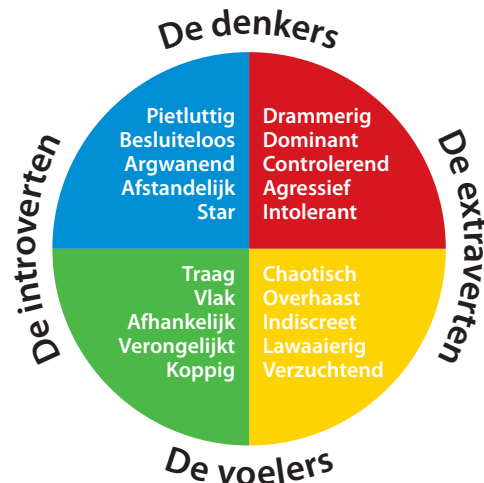 De denkers
De introverten
De extraverten
Pietluttig
Besluiteloos
Argwanend
Afstandelijk
Star
Drammerig
Dominant
Controlerend
Agressief
Intolerant
Traag
Vlak
Afhankelijk
Verongelijkt
Koppig
Chaotisch
Overhaast
Indiscreet
Lawaaierig
Verzuchtend
De voelers